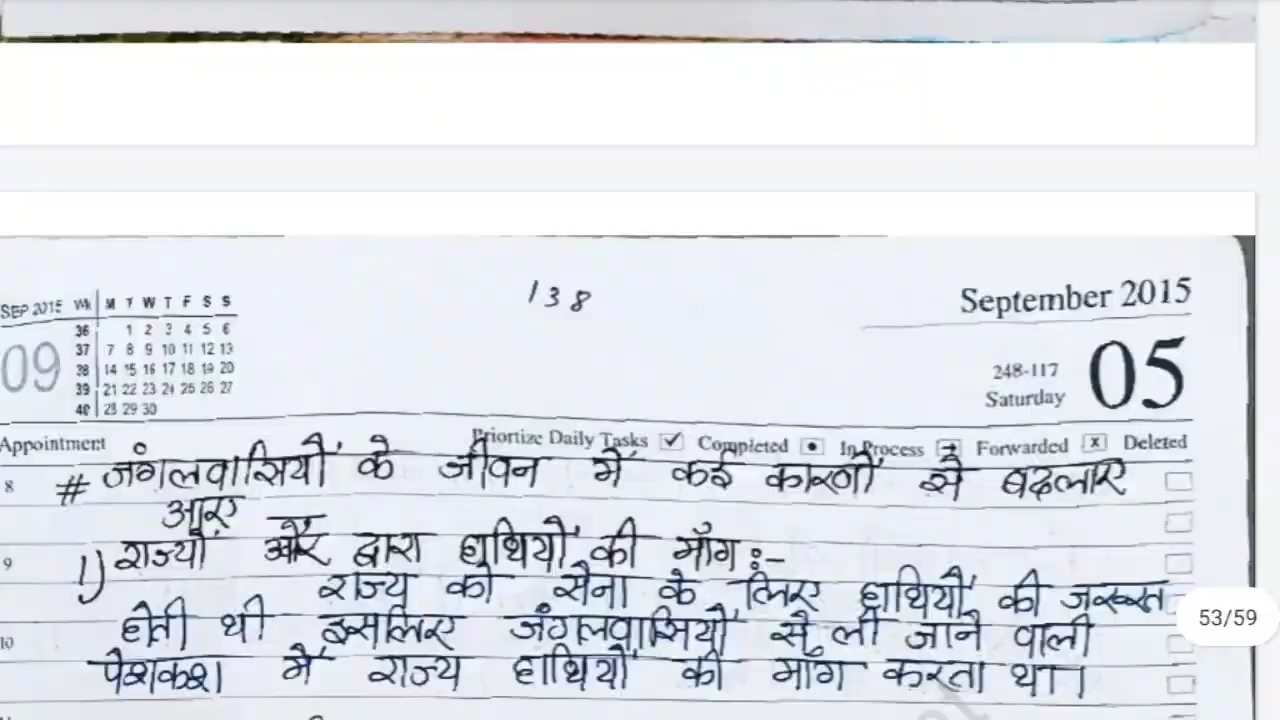 138
September 2015
SEP 2015 Wk M T W T F S S
36 1 2 3 4 5 6
37 7 8 9 10 11 12 13
38 14 15 16 17 18 19 20
39 21 22 23 24 25 26 27
40 28 29 30
09
248-117
Saturday
05
Appointment Prioritize Daily Tasks Completed In Process Forwarded Deleted
8 # जंगलवासियों के जीवन में कई कारणों से बदलाए
आए
9 1) राज्यों और द्वारा हाथियों की माँग :-
राज्य को सेना के लिए हाथियों की जरूरत
10 होती थी इसलिए जंगलवासियों से ली जाने वाली
पेशकश में राज्य हाथियों की माँग करता था।
53/59